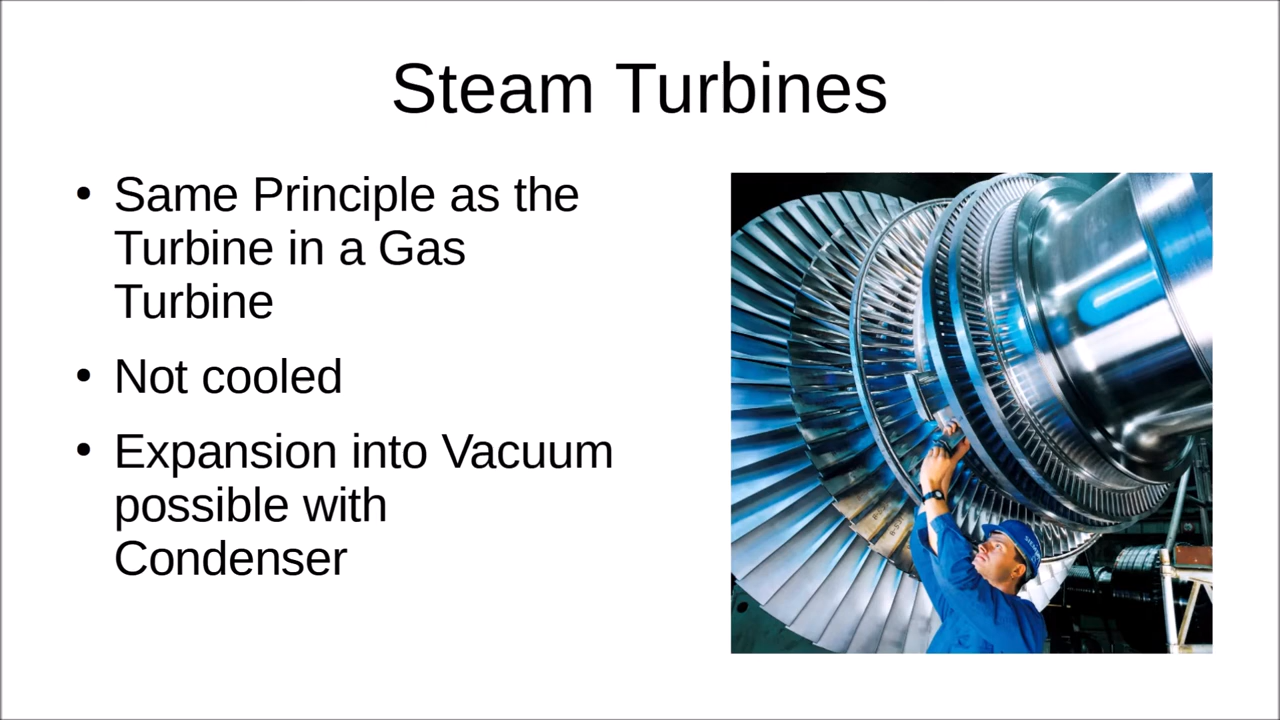 Steam Turbines
• Same Principle as the
Turbine in a Gas
Turbine
• Not cooled
• Expansion into Vacuum
possible with
Condenser